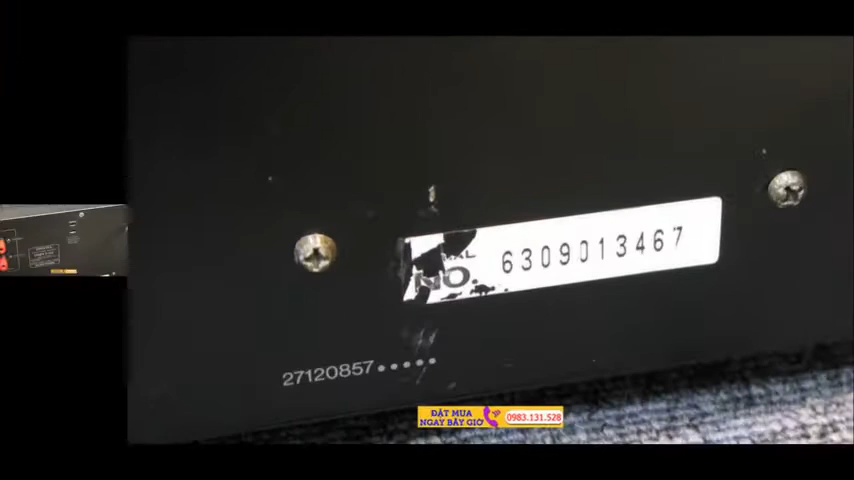 NO. 6309013467
27120857•••••
ĐẶT MUA
NGAY BÂY GIỜ
0983.131.528